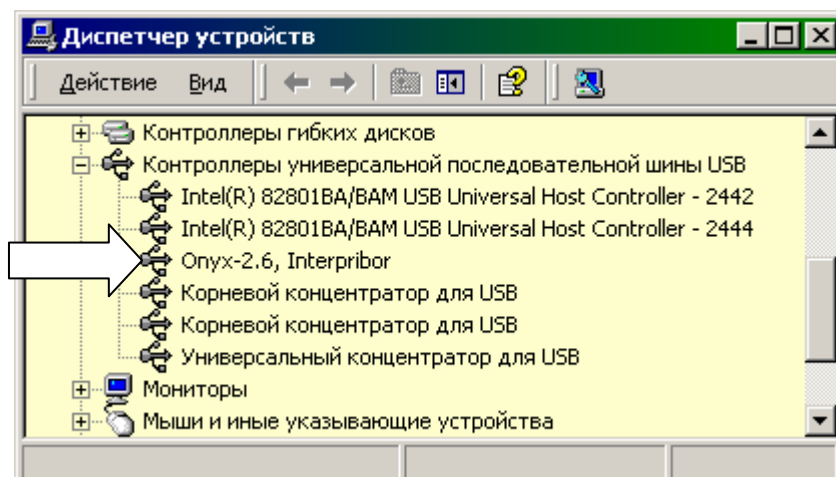 Диспетчер устройств
Действие Вид
Контроллеры гибких дисков
Контроллеры универсальной последовательной шины USB
Intel(R) 82801BA/BAM USB Universal Host Controller - 2442
Intel(R) 82801BA/BAM USB Universal Host Controller - 2444
Onyx-2.6, Interpribor
Корневой концентратор для USB
Корневой концентратор для USB
Универсальный концентратор для USB
Мониторы
Мыши и иные указывающие устройства